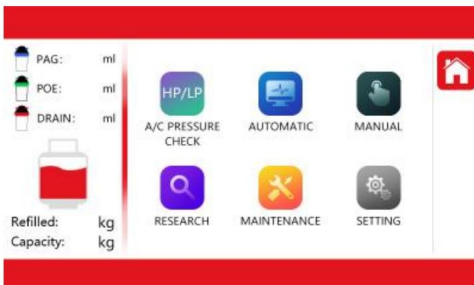 PAG: ml
POE: ml
DRAIN: ml
Refilled: kg
Capacity: kg
HP/LP
A/C PRESSURE
CHECK
AUTOMATIC
MANUAL
RESEARCH
MAINTENANCE
SETTING